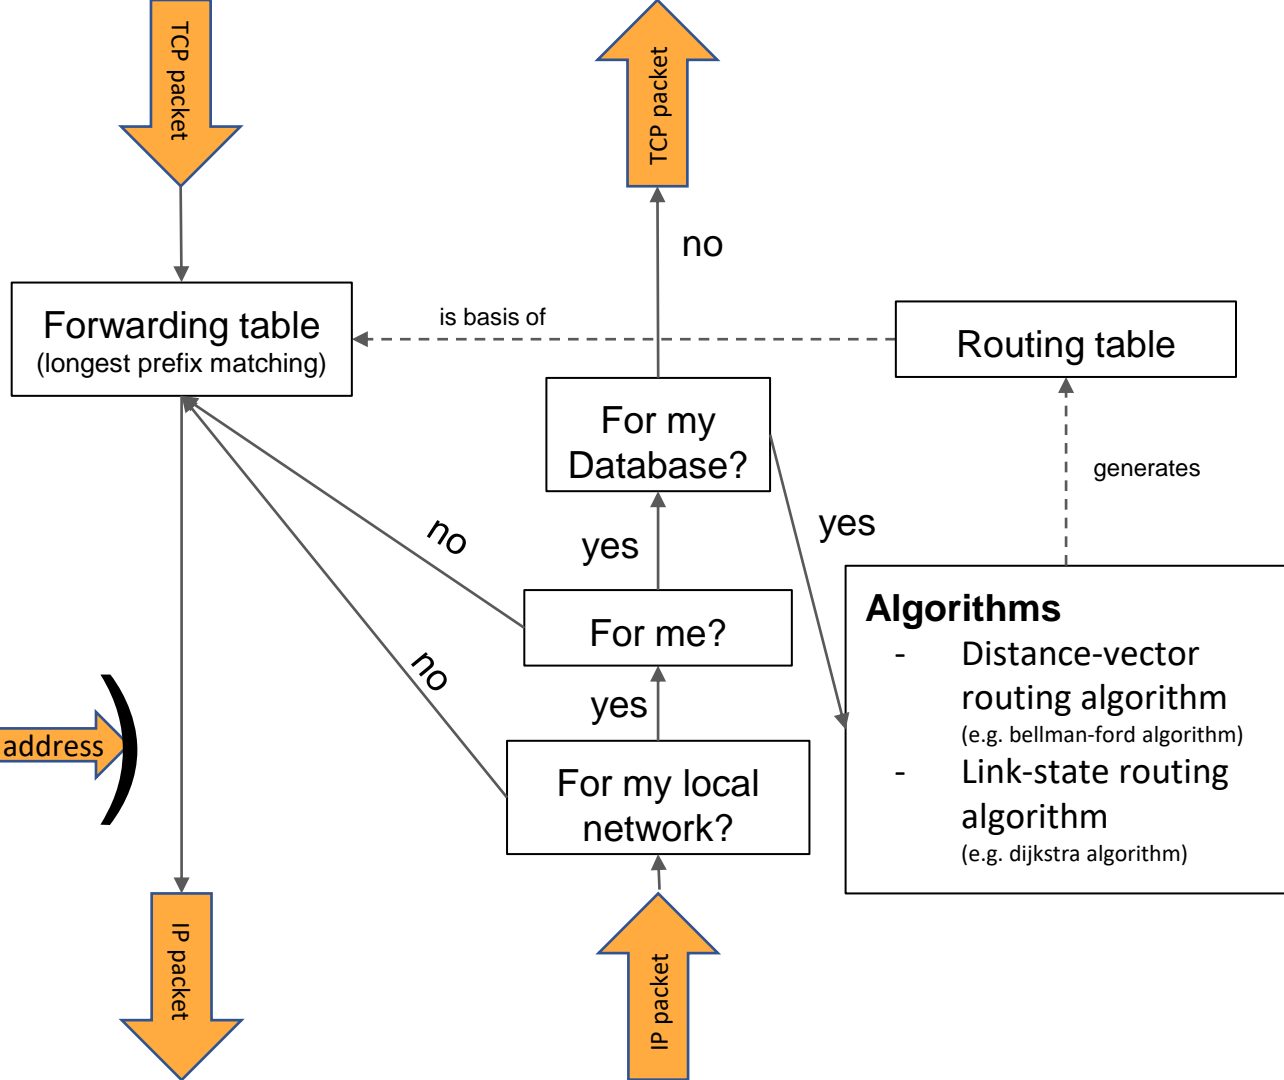 TCP packet
TCP packet
no
Forwarding table
(longest prefix matching)
is basis of
Routing table
For my
Database?
generates
no
yes
yes
For me?
no
yes
address
For my local
network?
Algorithms
- Distance-vector
routing algorithm
(e.g. bellman-ford algorithm)
- Link-state routing
algorithm
(e.g. dijkstra algorithm)
IP packet
IP packet